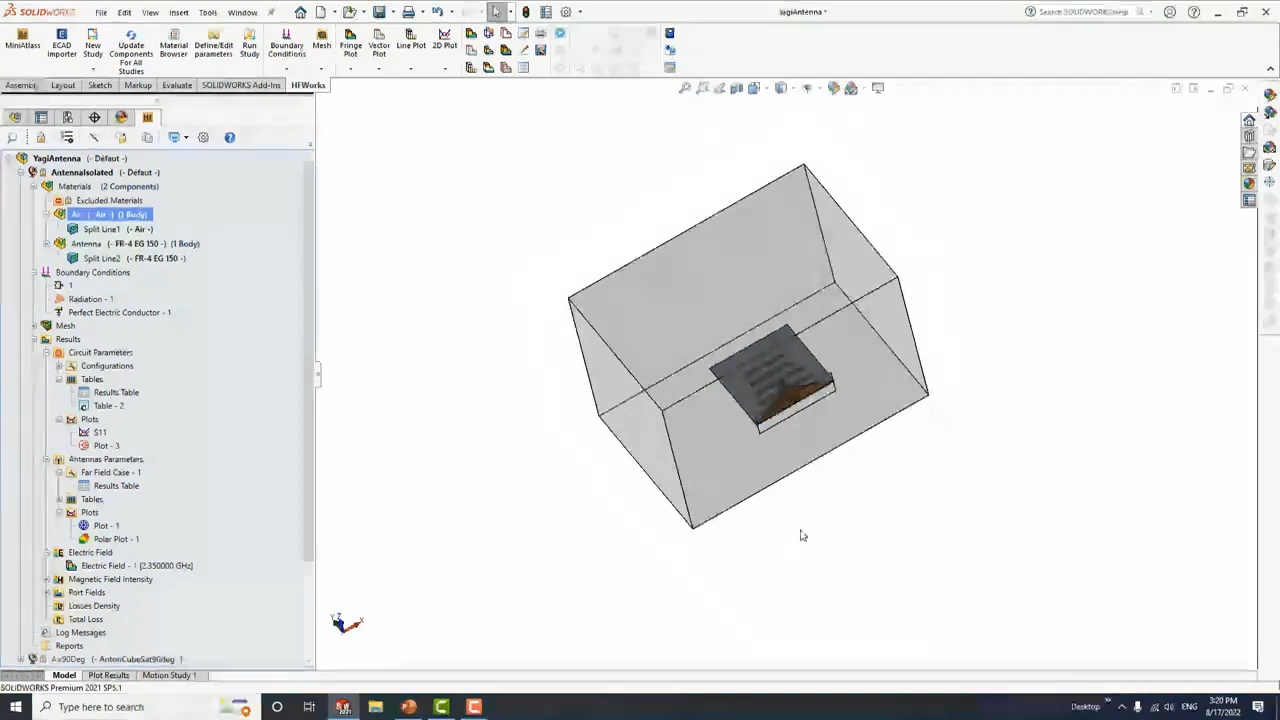 SOLIDWORKS File Edit View Insert Tools Window YagiAntenna * Search SOLIDWORKS
MiniAtlass ECAD Importer New Study Update Components For All Studies Material Browser Define/Edit parameters Run Study Boundary Conditions Mesh Fringe Plot Vector Plot Line Plot 2D Plot
Assembly Layout Sketch Markup Evaluate SOLIDWORKS Add-Ins HFWorks
YagiAntenna (- Défaut -)
AntennaIsolated (- Défaut -)
Materials (2 Components)
Excluded Materials
Air (- Air -) (1 Body)
Split Line1 (- Air -)
Antenna (- FR-4 EG 150 -) (1 Body)
Split Line2 (- FR-4 EG 150 -)
Boundary Conditions
1
Radiation - 1
Perfect Electric Conductor - 1
Mesh
Results
Circuit Parameters
Configurations
Tables
Results Table
Table - 2
Plots
S11
Plot - 3
Antennas Parameters
Far Field Case - 1
Results Table
Tables
Plots
Plot - 1
Polar Plot - 1
Electric Field
Electric Field - 1 [2.350000 GHz]
Magnetic Field Intensity
Port Fields
Losses Density
Total Loss
Log Messages
Reports
(- AntonCubeSat90deg )
Y Z X
Model Plot Results Motion Study 1
SOLIDWORKS Premium 2021 SP5.1
Type here to search Desktop ENG 3:20 PM
8/17/2022